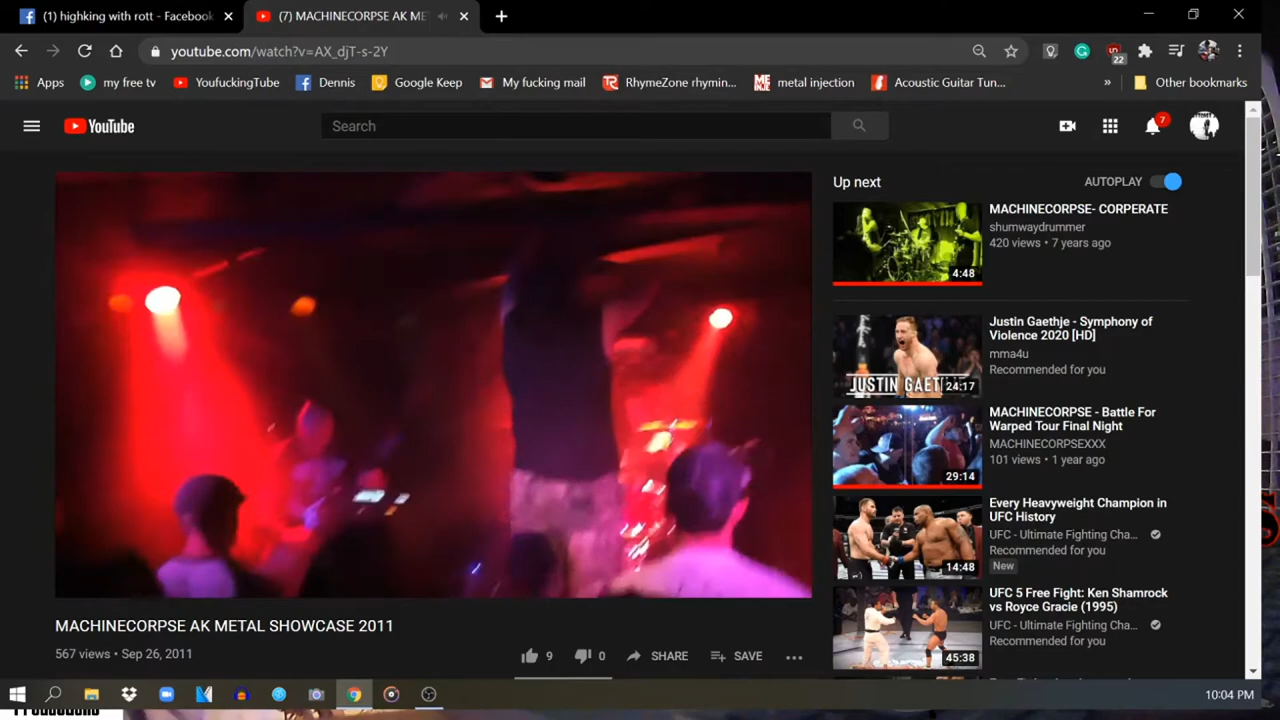 (1) highking with rott - Facebook
(7) MACHINECORPSE AK ME
youtube.com/watch?v=AX_djT-s-2Y
22
Apps
my free tv
YoufuckingTube
Dennis
Google Keep
My fucking mail
RhymeZone rhymin...
metal injection
Acoustic Guitar Tun...
»
Other bookmarks
YouTube
Search
7
Up next
AUTOPLAY
MACHINECORPSE- CORPERATE
shumwaydrummer
420 views • 7 years ago
4:48
Justin Gaethje - Symphony of
Violence 2020 [HD]
mma4u
Recommended for you
JUSTIN GAETHJE
24:17
MACHINECORPSE - Battle For
Warped Tour Final Night
MACHINECORPSEXXX
101 views • 1 year ago
29:14
Every Heavyweight Champion in
UFC History
UFC - Ultimate Fighting Cha...
Recommended for you
New
14:48
UFC 5 Free Fight: Ken Shamrock
vs Royce Gracie (1995)
UFC - Ultimate Fighting Cha...
Recommended for you
45:38
MACHINECORPSE AK METAL SHOWCASE 2011
567 views • Sep 26, 2011
9
0
SHARE
SAVE
10:04 PM